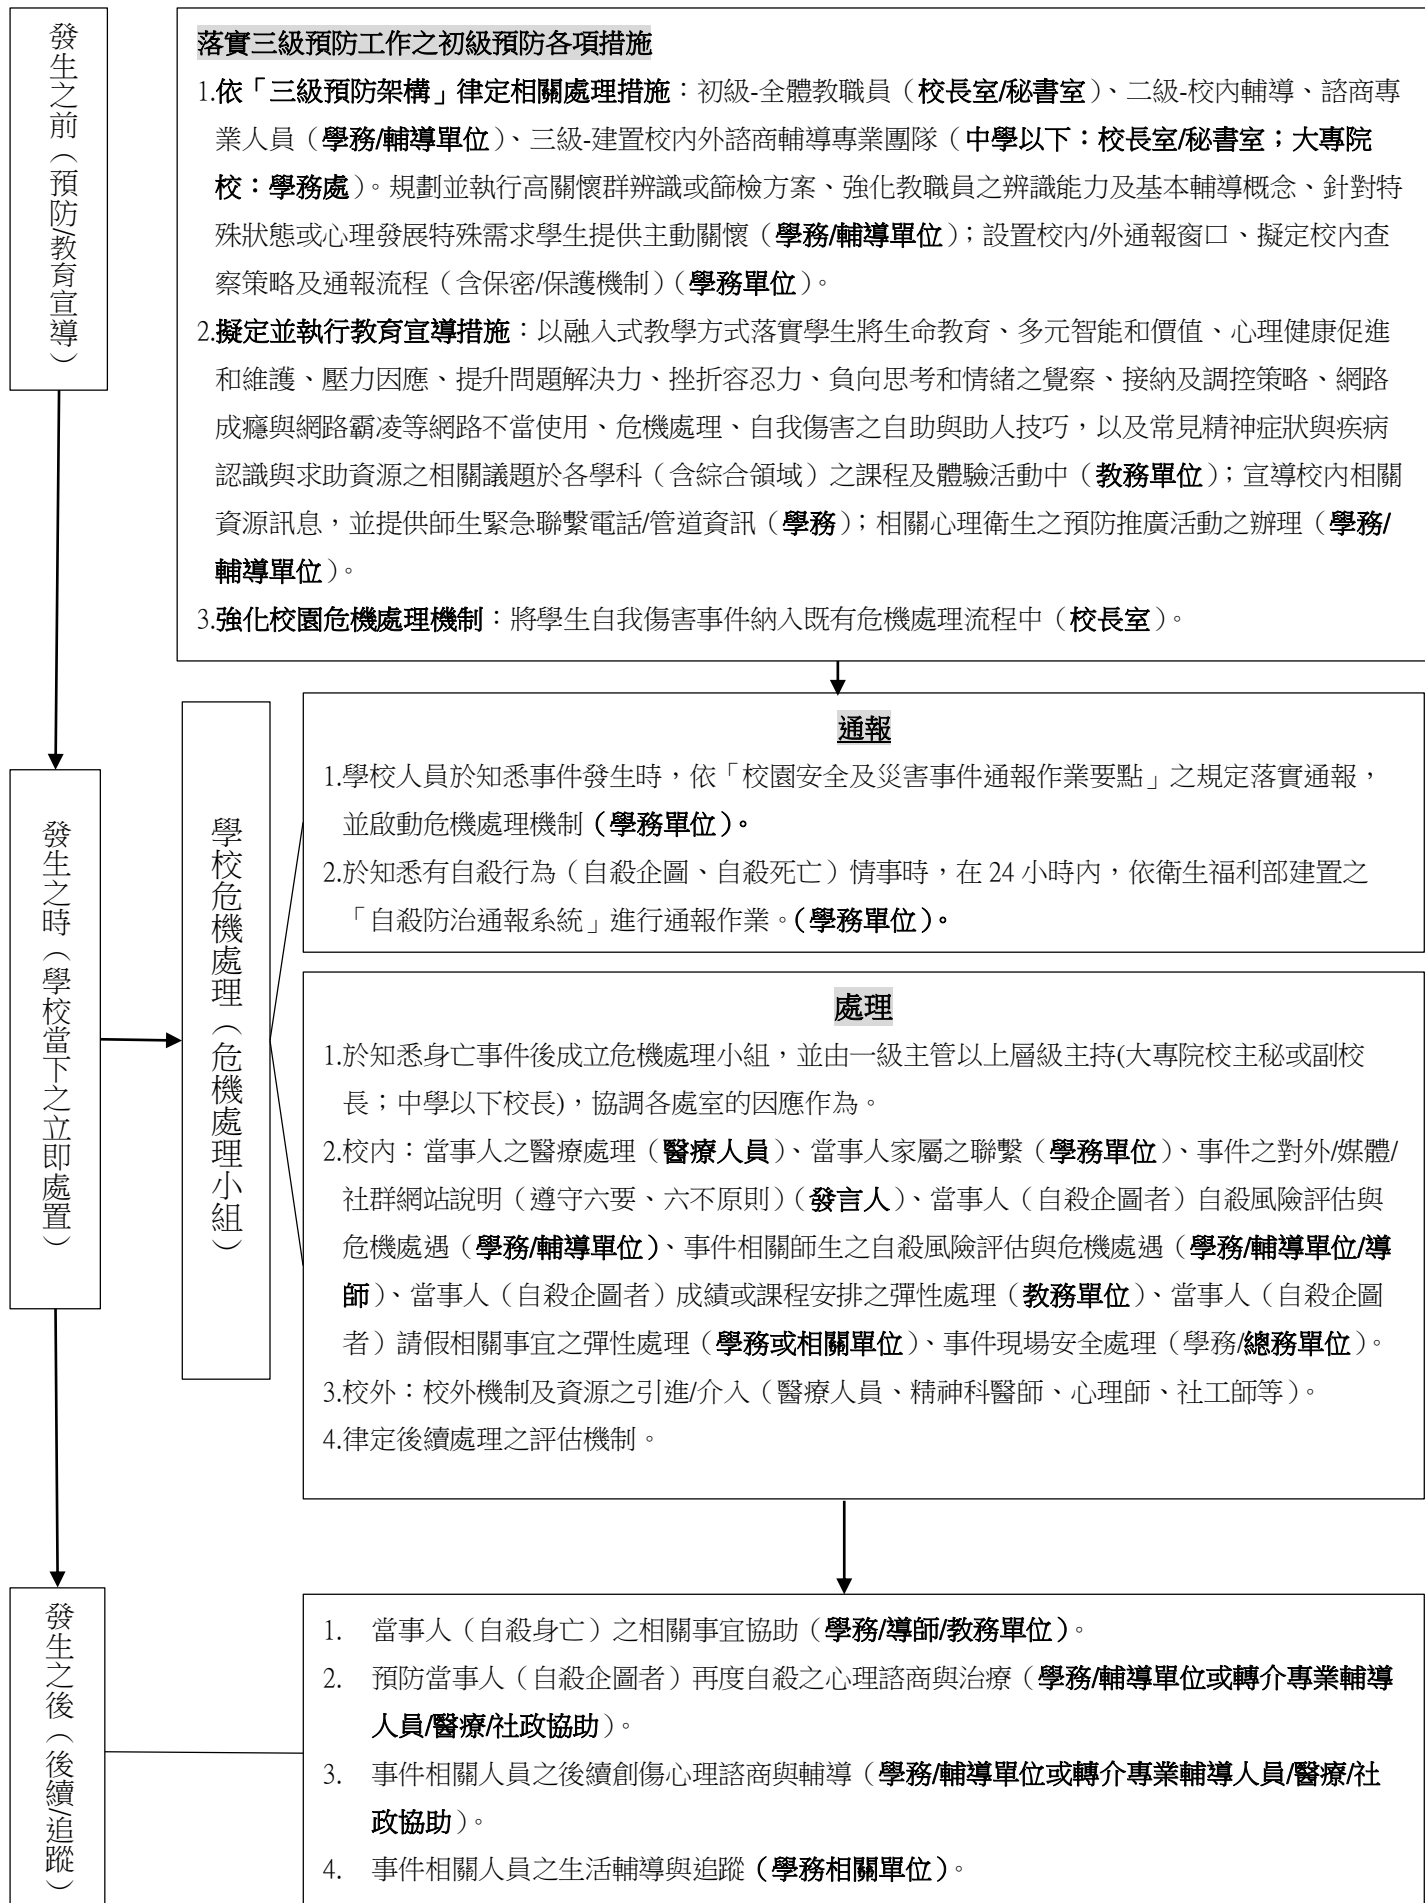 發生之前（預防/教育宣導）
落實三級預防工作之初級預防各項措施
1.依「三級預防架構」律定相關處理措施：初級-全體教職員（校長室/秘書室）、二級-校內輔導、諮商專
業人員（學務/輔導單位）、三級-建置校內外諮商輔導專業團隊（中學以下：校長室/秘書室；大專院
校：學務處）。規劃並執行高關懷群辨識或篩檢方案、強化教職員之辨識能力及基本輔導概念、針對特
殊狀態或心理發展特殊需求學生提供主動關懷（學務/輔導單位）；設置校內/外通報窗口、擬定校內查
察策略及通報流程（含保密/保護機制）（學務單位）。
2.擬定並執行教育宣導措施：以融入式教學方式落實學生將生命教育、多元智能和價值、心理健康促進
和維護、壓力因應、提升問題解決力、挫折容忍力、負向思考和情緒之覺察、接納及調控策略、網路
成癮與網路霸凌等網路不當使用、危機處理、自我傷害之自助與助人技巧，以及常見精神症狀與疾病
認識與求助資源之相關議題於各學科（含綜合領域）之課程及體驗活動中（教務單位）；宣導校內相關
資源訊息，並提供師生緊急聯繫電話/管道資訊（學務）；相關心理衛生之預防推廣活動之辦理（學務/
輔導單位）。
3.強化校園危機處理機制：將學生自我傷害事件納入既有危機處理流程中（校長室）。
發生之時（學校當下之立即處置）
學校危機處理（危機處理小組）
通報
1.學校人員於知悉事件發生時，依「校園安全及災害事件通報作業要點」之規定落實通報，
並啟動危機處理機制（學務單位）。
2.於知悉有自殺行為（自殺企圖、自殺死亡）情事時，在 24 小時內，依衛生福利部建置之
「自殺防治通報系統」進行通報作業。（學務單位）。
處理
1.於知悉身亡事件後成立危機處理小組，並由一級主管以上層級主持(大專院校主秘或副校
長；中學以下校長)，協調各處室的因應作為。
2.校內：當事人之醫療處理（醫療人員）、當事人家屬之聯繫（學務單位）、事件之對外/媒體/
社群網站說明（遵守六要、六不原則）（發言人）、當事人（自殺企圖者）自殺風險評估與
危機處遇（學務/輔導單位）、事件相關師生之自殺風險評估與危機處遇（學務/輔導單位/導
師）、當事人（自殺企圖者）成績或課程安排之彈性處理（教務單位）、當事人（自殺企圖
者）請假相關事宜之彈性處理（學務或相關單位）、事件現場安全處理（學務/總務單位）。
3.校外：校外機制及資源之引進/介入（醫療人員、精神科醫師、心理師、社工師等）。
4.律定後續處理之評估機制。
發生之後（後續/追蹤）
1. 當事人（自殺身亡）之相關事宜協助（學務/導師/教務單位）。
2. 預防當事人（自殺企圖者）再度自殺之心理諮商與治療（學務/輔導單位或轉介專業輔導
人員/醫療/社政協助）。
3. 事件相關人員之後續創傷心理諮商與輔導（學務/輔導單位或轉介專業輔導人員/醫療/社
政協助）。
4. 事件相關人員之生活輔導與追蹤（學務相關單位）。